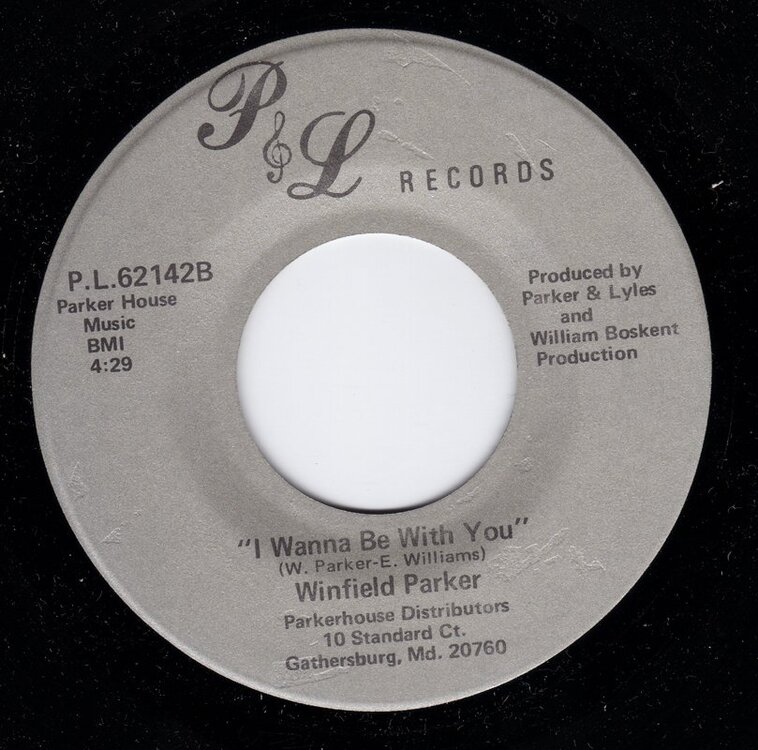 P & L RECORDS
P.L.62142B
Parker House
Music
BMI
4:29
Produced by
Parker & Lyles
and
William Boskent
Production
"I Wanna Be With You"
(W. Parker-E. Williams)
Winfield Parker
Parkerhouse Distributors
10 Standard Ct.
Gathersburg, Md. 20760